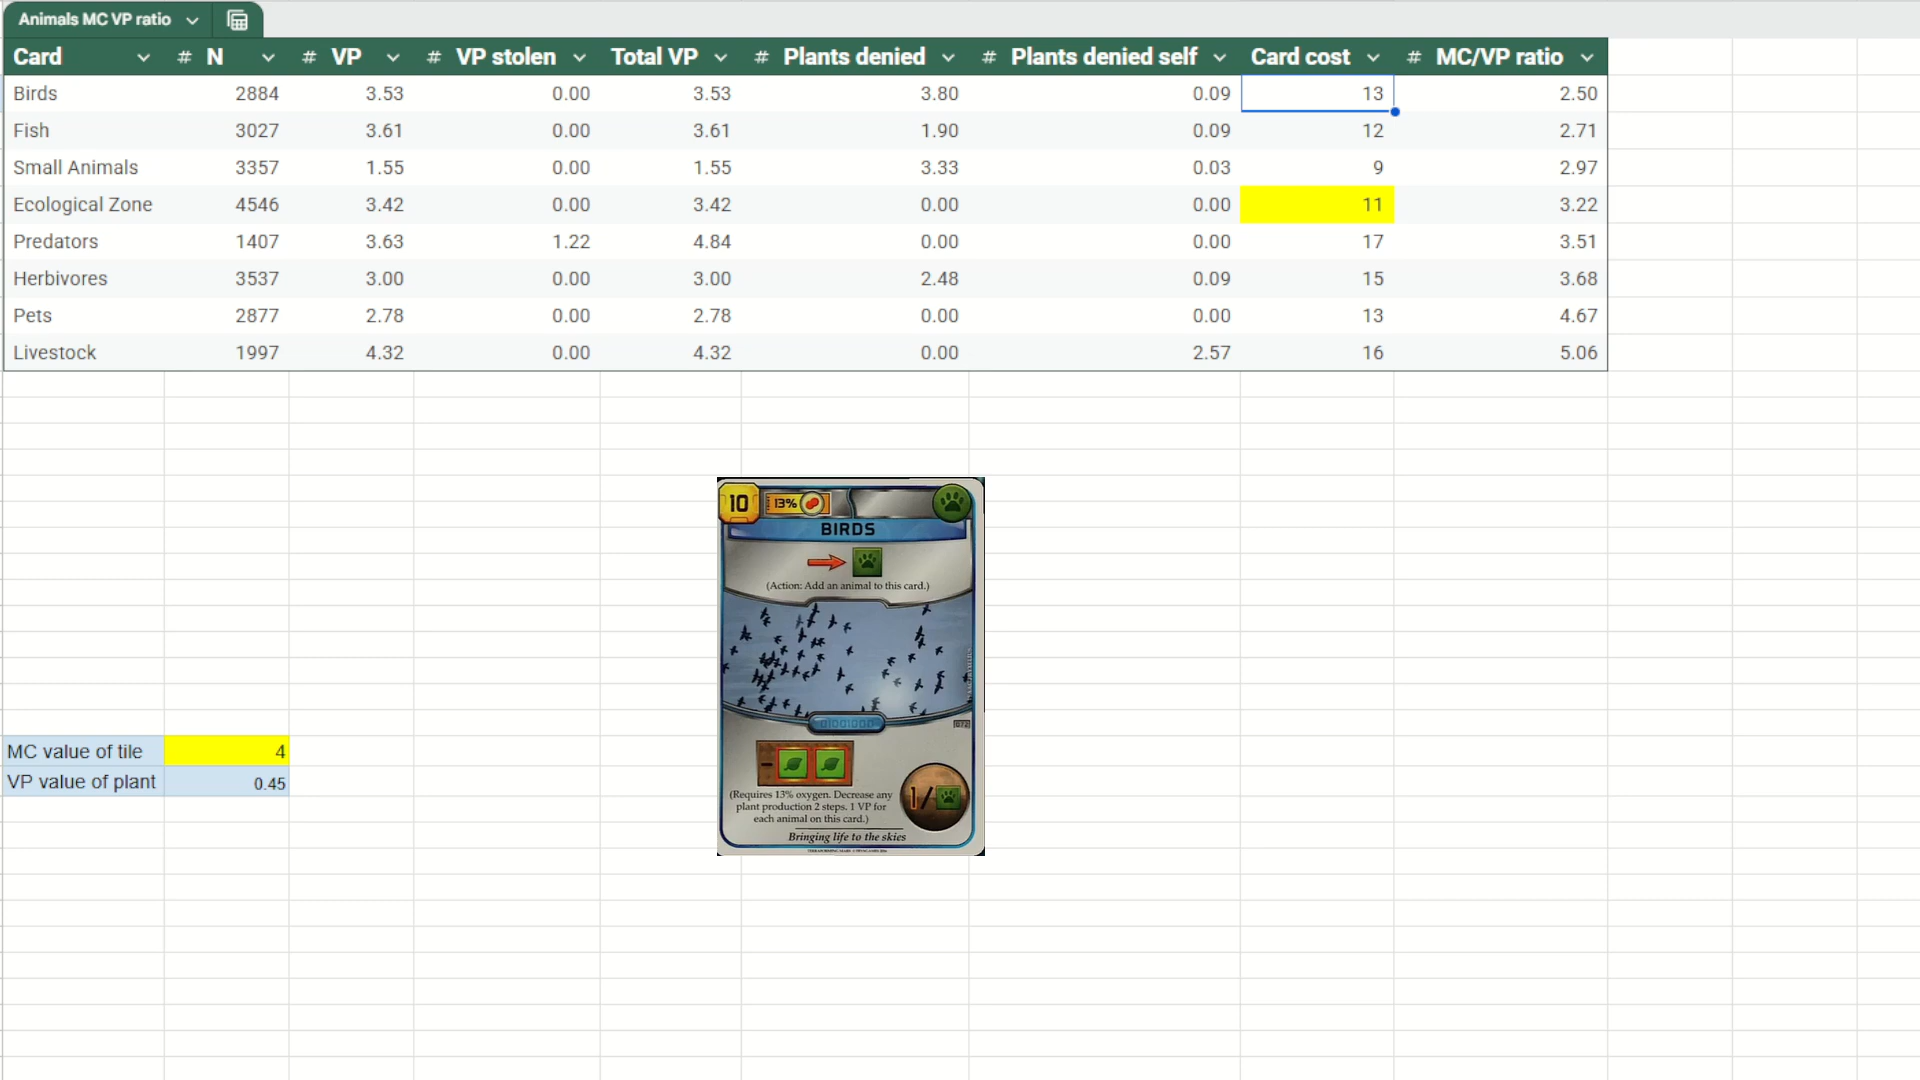 Animals MC VP ratio
Card # N # VP # VP stolen Total VP # Plants denied # Plants denied self Card cost # MC/VP ratio
Birds 2884 3.53 0.00 3.53 3.80 0.09 13 2.50
Fish 3027 3.61 0.00 3.61 1.90 0.09 12 2.71
Small Animals 3357 1.55 0.00 1.55 3.33 0.03 9 2.97
Ecological Zone 4546 3.42 0.00 3.42 0.00 0.00 11 3.22
Predators 1407 3.63 1.22 4.84 0.00 0.00 17 3.51
Herbivores 3537 3.00 0.00 3.00 2.48 0.09 15 3.68
Pets 2877 2.78 0.00 2.78 0.00 0.00 13 4.67
Livestock 1997 4.32 0.00 4.32 0.00 2.57 16 5.06
10 13%
BIRDS
(Action: Add an animal to this card.)
072
MC value of tile 4
VP value of plant 0.45
1/
(Requires 13% oxygen. Decrease any
plant production 2 steps. 1 VP for
each animal on this card.)
Bringing life to the skies